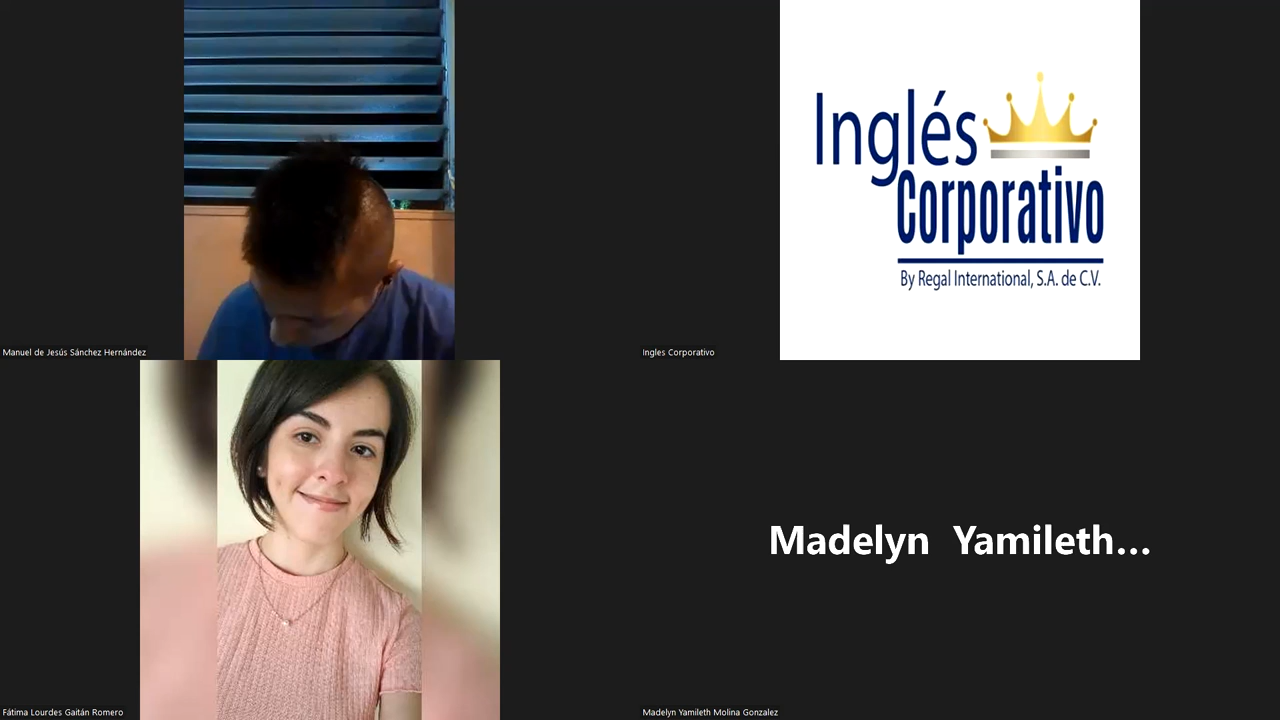 Inglés
Corporativo
By Regal International, S.A. de C.V.
Manuel de Jesús Sánchez Hernández
Ingles Corporativo
Madelyn Yamileth...
Fátima Lourdes Gaitán Romero
Madelyn Yamileth Molina Gonzalez